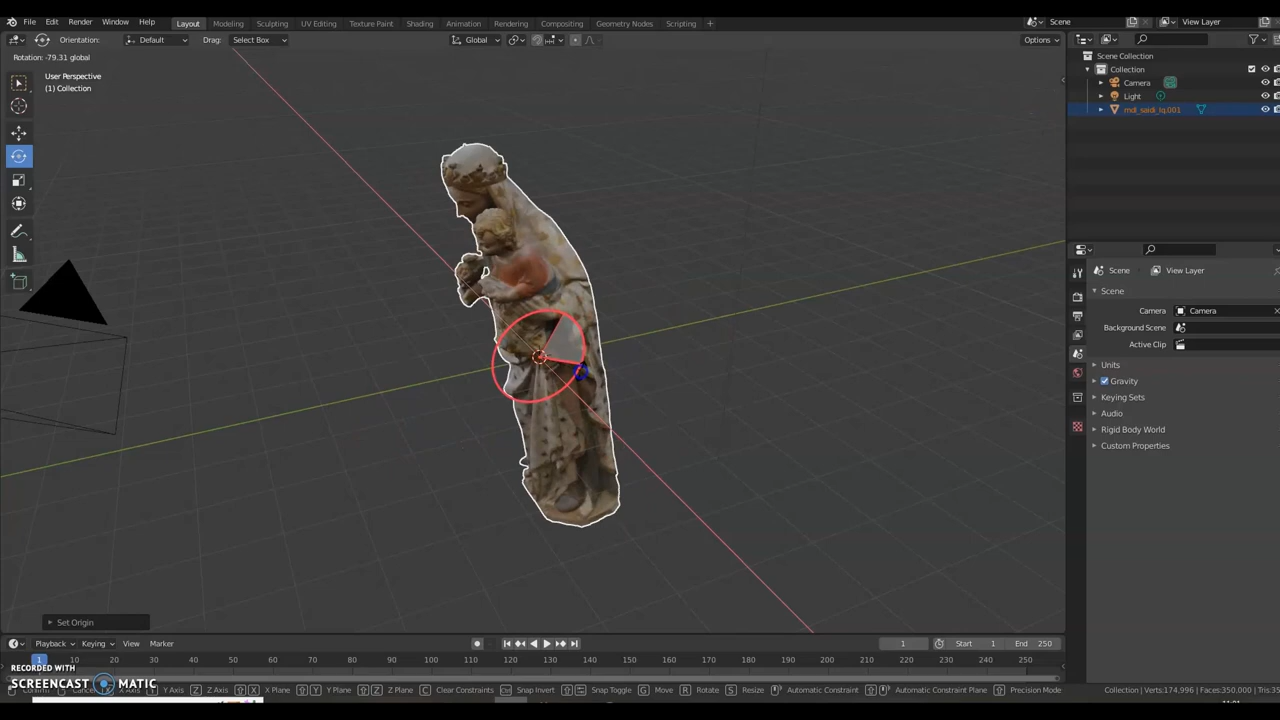 File Edit Render Window Help Layout Modeling Sculpting UV Editing Texture Paint Shading Animation Rendering Compositing Geometry Nodes Scripting + Scene View Layer
Orientation: Default Drag: Select Box Global Options
Rotation: -79.31 global
User Perspective
(1) Collection
Scene Collection
Collection
Camera
Light
mdl_saidi_lq.001
Scene View Layer
Scene
Camera Camera
Background Scene
Active Clip
Units
Gravity
Keying Sets
Audio
Rigid Body World
Custom Properties
Set Origin
Playback Keying View Marker 1 Start 1 End 250
1 10 20 30 40 50 60 70 80 90 100 110 120 130 140 150 160 170 180 190 200 210 220 230 240 250
RECORDED WITH
SCREENCAST MATIC
Y Axis Z Z Axis X X Plane Y Y Plane Z Z Plane C Clear Constraints Ctrl Snap Invert Snap Toggle G Move R Rotate S Resize Automatic Constraint Automatic Constraint Plane Precision Mode Collection | Verts:174,996 | Faces:350,000 |